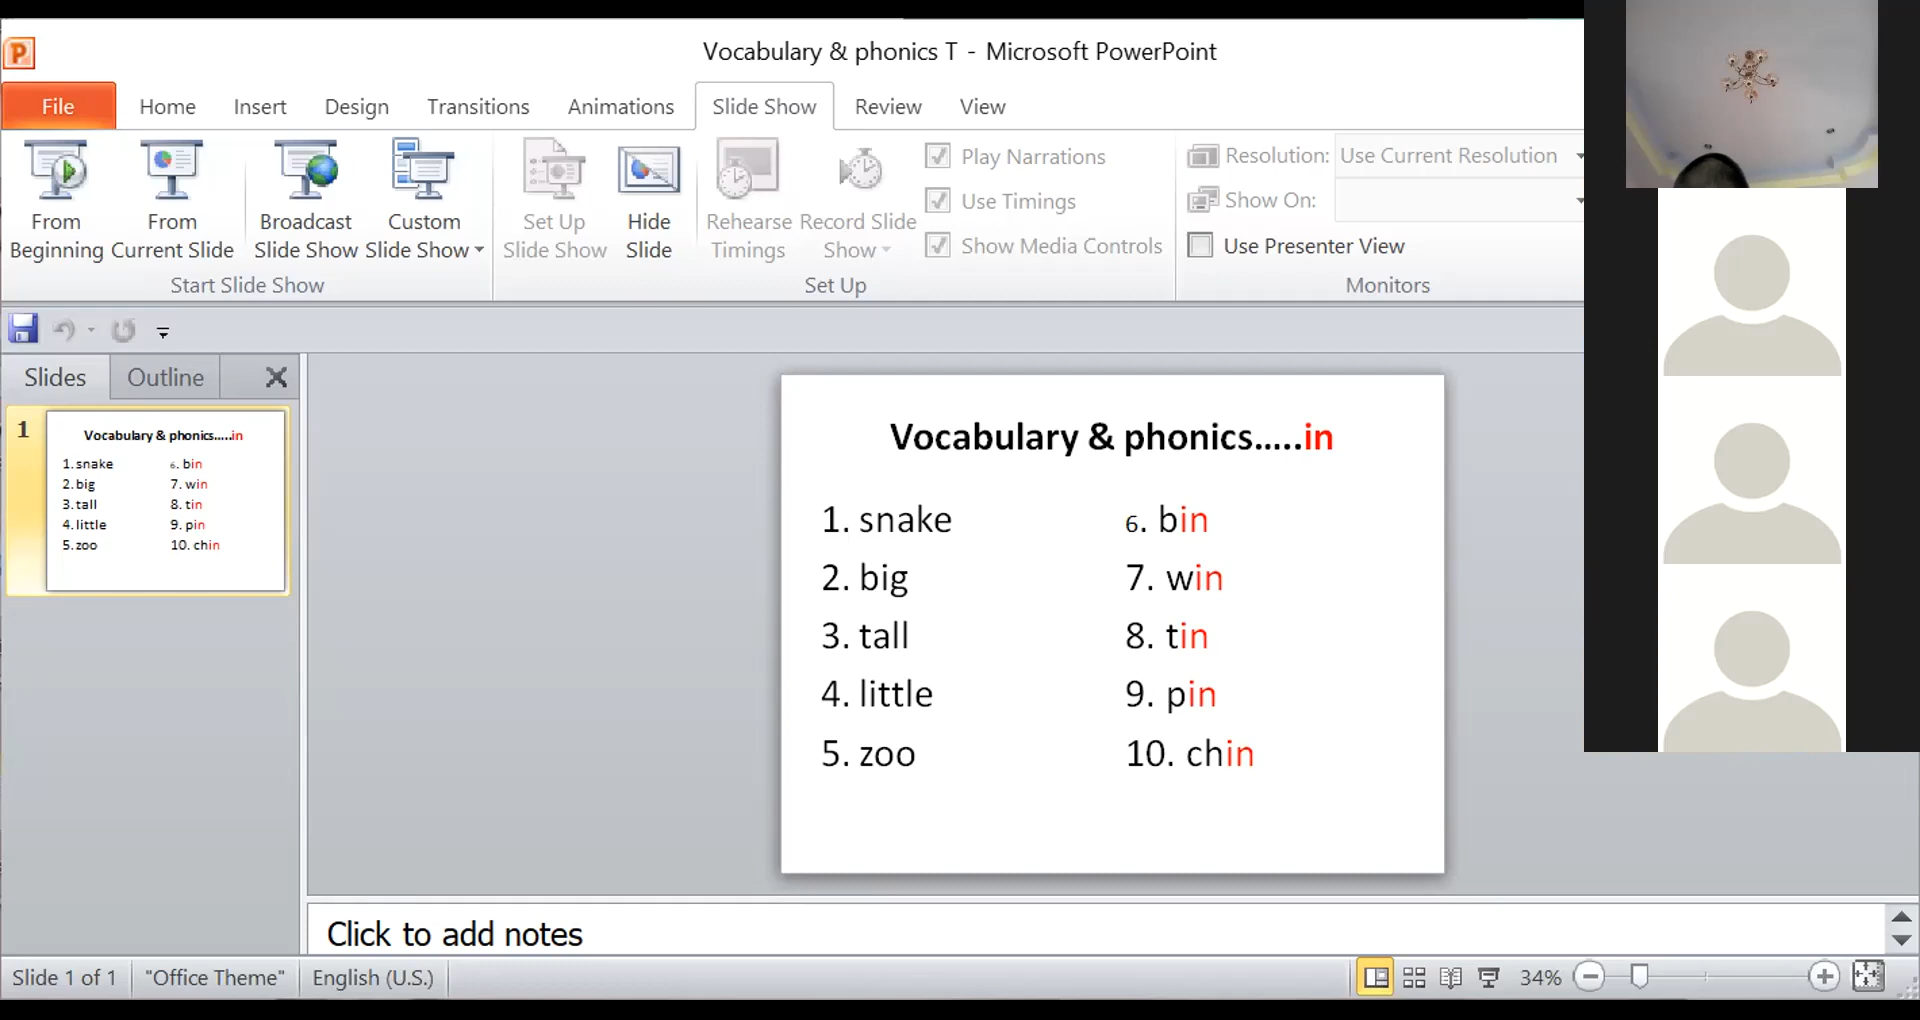 Vocabulary & phonics T - Microsoft PowerPoint
File Home Insert Design Transitions Animations Slide Show Review View
From Beginning
From Current Slide
Broadcast Slide Show
Custom Slide Show
Start Slide Show
Set Up Slide Show
Hide Slide
Rehearse Timings
Record Slide Show
Play Narrations
Use Timings
Show Media Controls
Set Up
Resolution: Use Current Resolution
Show On:
Use Presenter View
Monitors
Slides Outline
1
Vocabulary & phonics.....in
1. snake 6. bin
2. big 7. win
3. tall 8. tin
4. little 9. pin
5. zoo 10. chin
Vocabulary & phonics.....in
1. snake 6. bin
2. big 7. win
3. tall 8. tin
4. little 9. pin
5. zoo 10. chin
Click to add notes
Slide 1 of 1 "Office Theme" English (U.S.) 34%